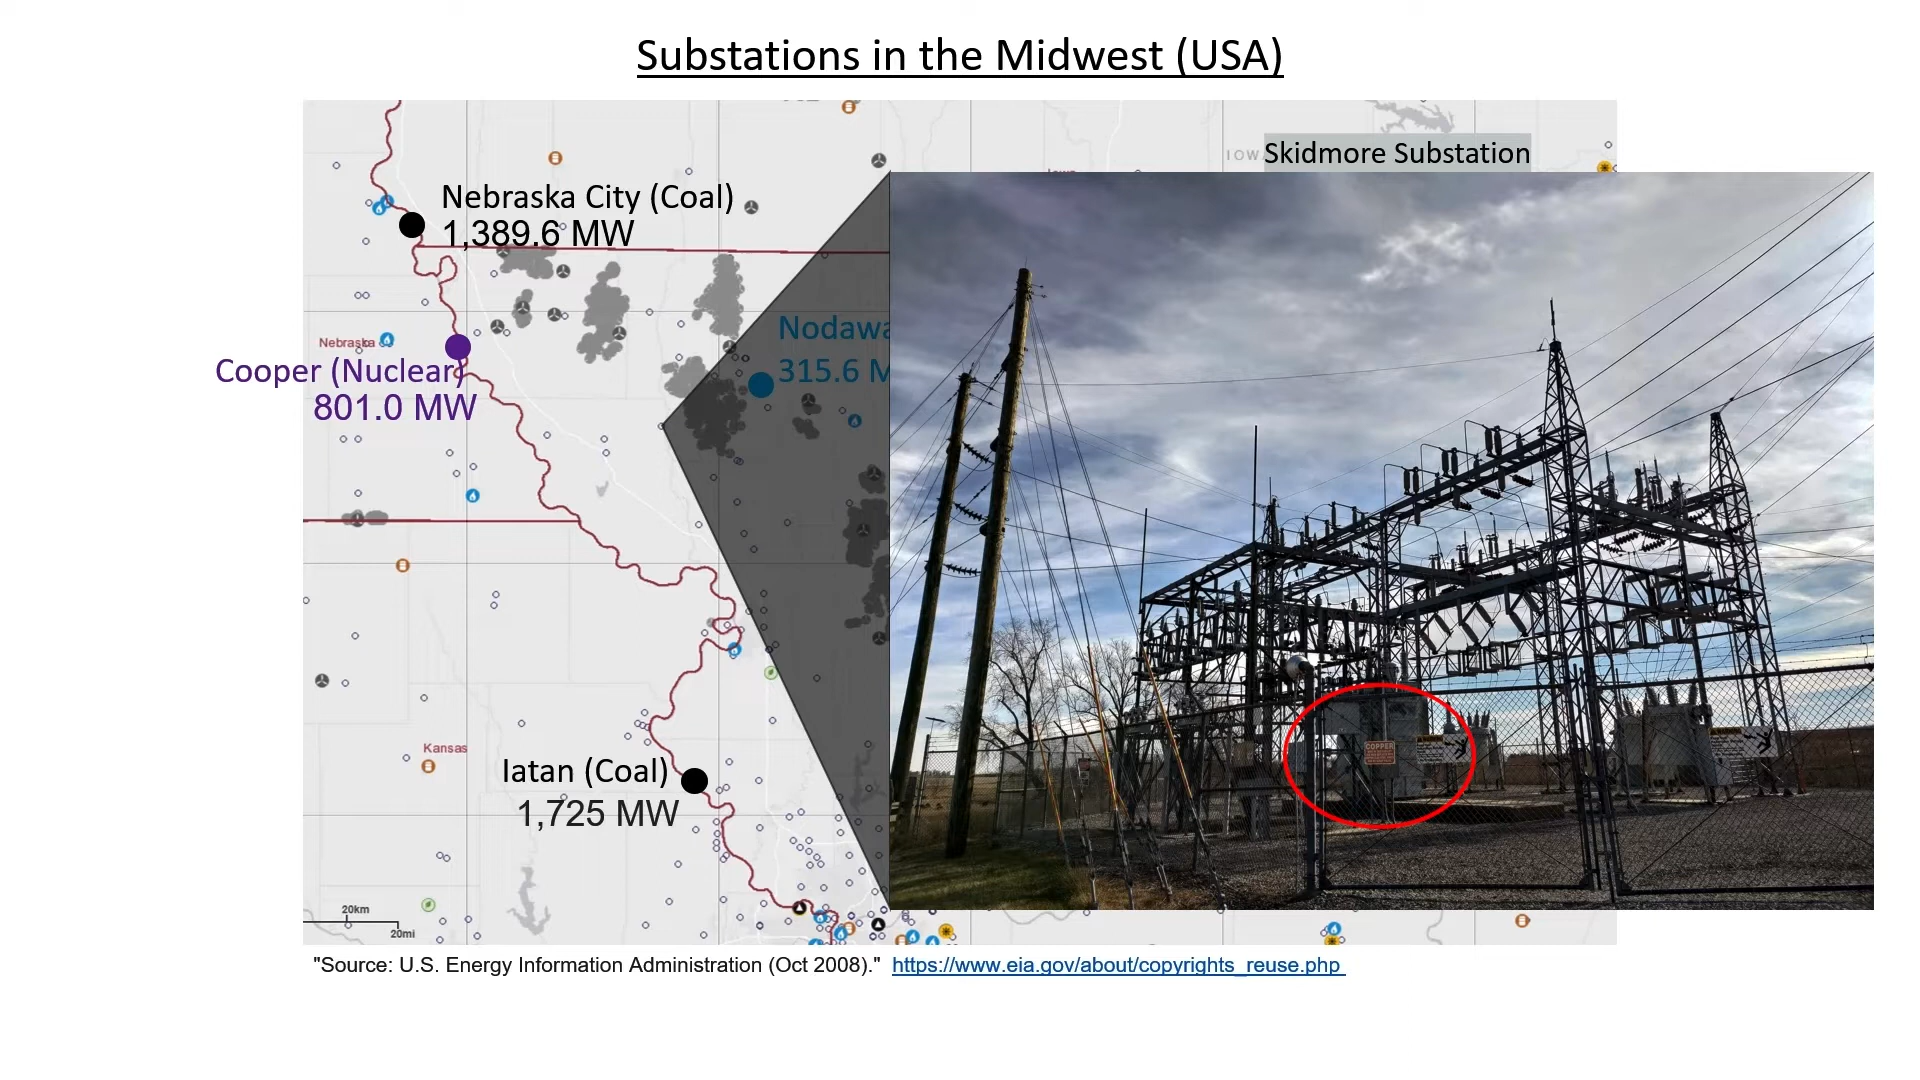 Substations in the Midwest (USA)
Skidmore Substation
Nebraska City (Coal)
1,389.6 MW
Nebraska
Cooper (Nuclear)
801.0 MW
Nodawa
315.6 M
COPPER
Kansas
Iatan (Coal)
1,725 MW
20km
20mi
"Source: U.S. Energy Information Administration (Oct 2008)." https://www.eia.gov/about/copyrights_reuse.php